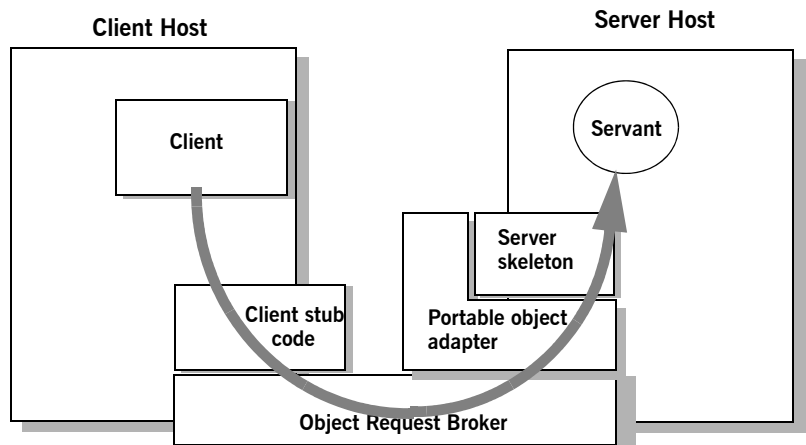 Client Host
Server Host
Client
Servant
Server
skeleton
Client stub
code
Portable object
adapter
Object Request Broker